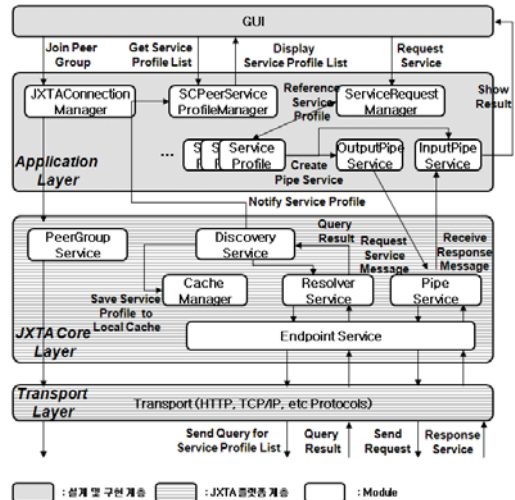 GUI
Join Peer
Group
Get Service
Profile List
Display
Service Profile List
Request
Service
JXTAConnection
Manager
SCPeerService
ProfileManager
Reference
Service
Profile
ServiceRequest
Manager
Show
Result
...
S
F
S
F
Service
Profile
Create
Pipe Service
OutputPipe
Service
InputPipe
Service
Application
Layer
Notify Service Profile
PeerGroup
Service
Discovery
Service
Query
Result
Request
Service
Message
Receive
Response
Message
Cache
Manager
Resolver
Service
Pipe
Service
Save Service
Profile to
Local Cache
Endpoint Service
JXTA Core
Layer
Transport
Layer
Transport (HTTP, TCP/IP, etc Protocols)
Send Query for
Service Profile List
Query
Result
Send
Request
Response
Service
: 설계 및 구현 계층
: JXTA 플랫폼 계층
: Module